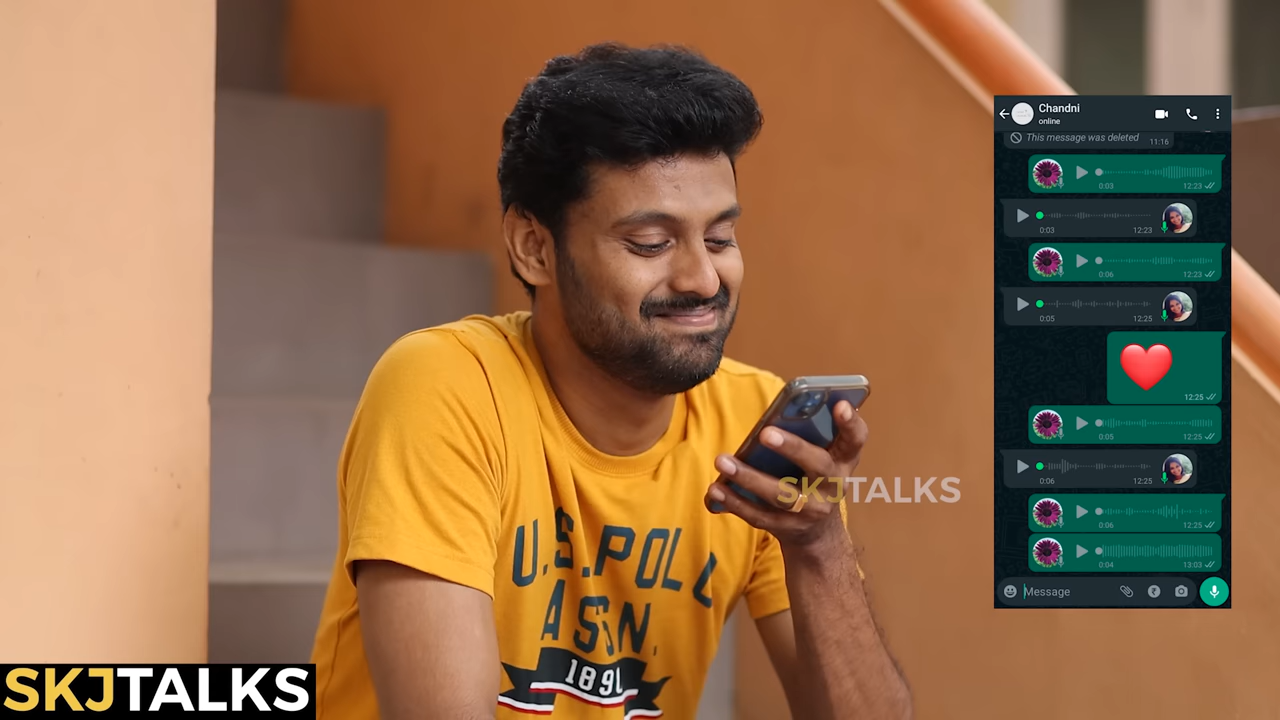 Chandni
online
This message was deleted
11:16
0:03 12:23
0:03 12:23
0:06 12:23
0:05 12:25
12:25
0:05 12:25
0:06 12:25
0:06 12:25
0:04 13:03
Message
U.S.POLO
ASSN.
1890
SKJTALKS
SKJTALKS